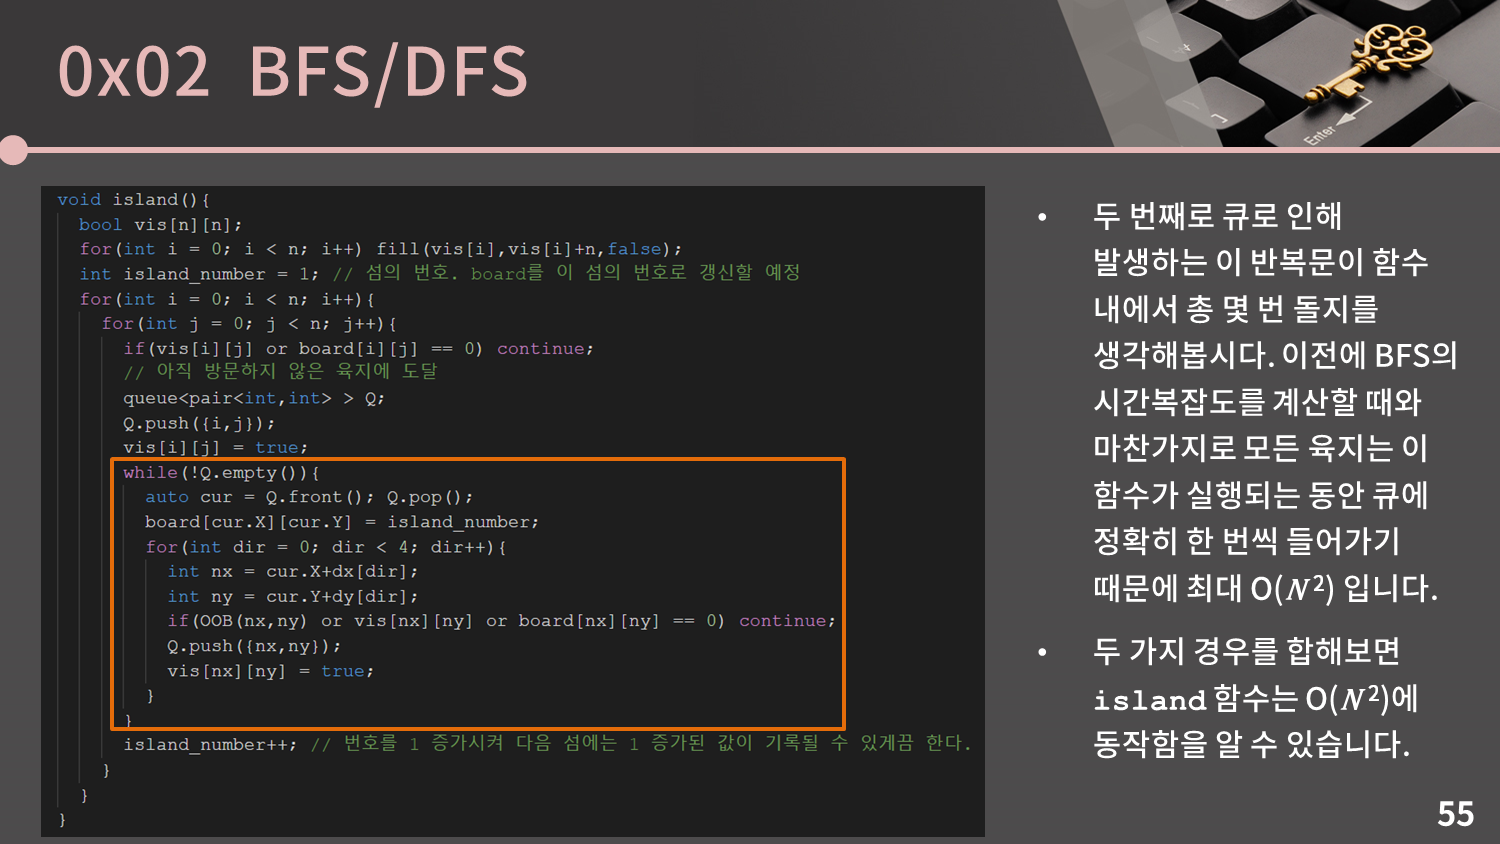 0x02 BFS/DFS
Enter
void island(){
bool vis[n][n];
for(int i = 0; i < n; i++) fill(vis[i],vis[i]+n,false);
int island_number = 1; // 섬의 번호. board를 이 섬의 번호로 갱신할 예정
for(int i = 0; i < n; i++){
for(int j = 0; j < n; j++){
if(vis[i][j] or board[i][j] == 0) continue;
// 아직 방문하지 않은 육지에 도달
queue<pair<int,int> > Q;
Q.push({i,j});
vis[i][j] = true;
while(!Q.empty()){
auto cur = Q.front(); Q.pop();
board[cur.X][cur.Y] = island_number;
for(int dir = 0; dir < 4; dir++){
int nx = cur.X+dx[dir];
int ny = cur.Y+dy[dir];
if(OOB(nx,ny) or vis[nx][ny] or board[nx][ny] == 0) continue;
Q.push({nx,ny});
vis[nx][ny] = true;
}
}
island_number++; // 번호를 1 증가시켜 다음 섬에는 1 증가된 값이 기록될 수 있게끔 한다.
}
}
}
• 두 번째로 큐로 인해
발생하는 이 반복문이 함수
내에서 총 몇 번 돌지를
생각해봅시다. 이전에 BFS의
시간복잡도를 계산할 때와
마찬가지로 모든 육지는 이
함수가 실행되는 동안 큐에
정확히 한 번씩 들어가기
때문에 최대 O(N²) 입니다.
• 두 가지 경우를 합해보면
island 함수는 O(N²)에
동작함을 알 수 있습니다.
55